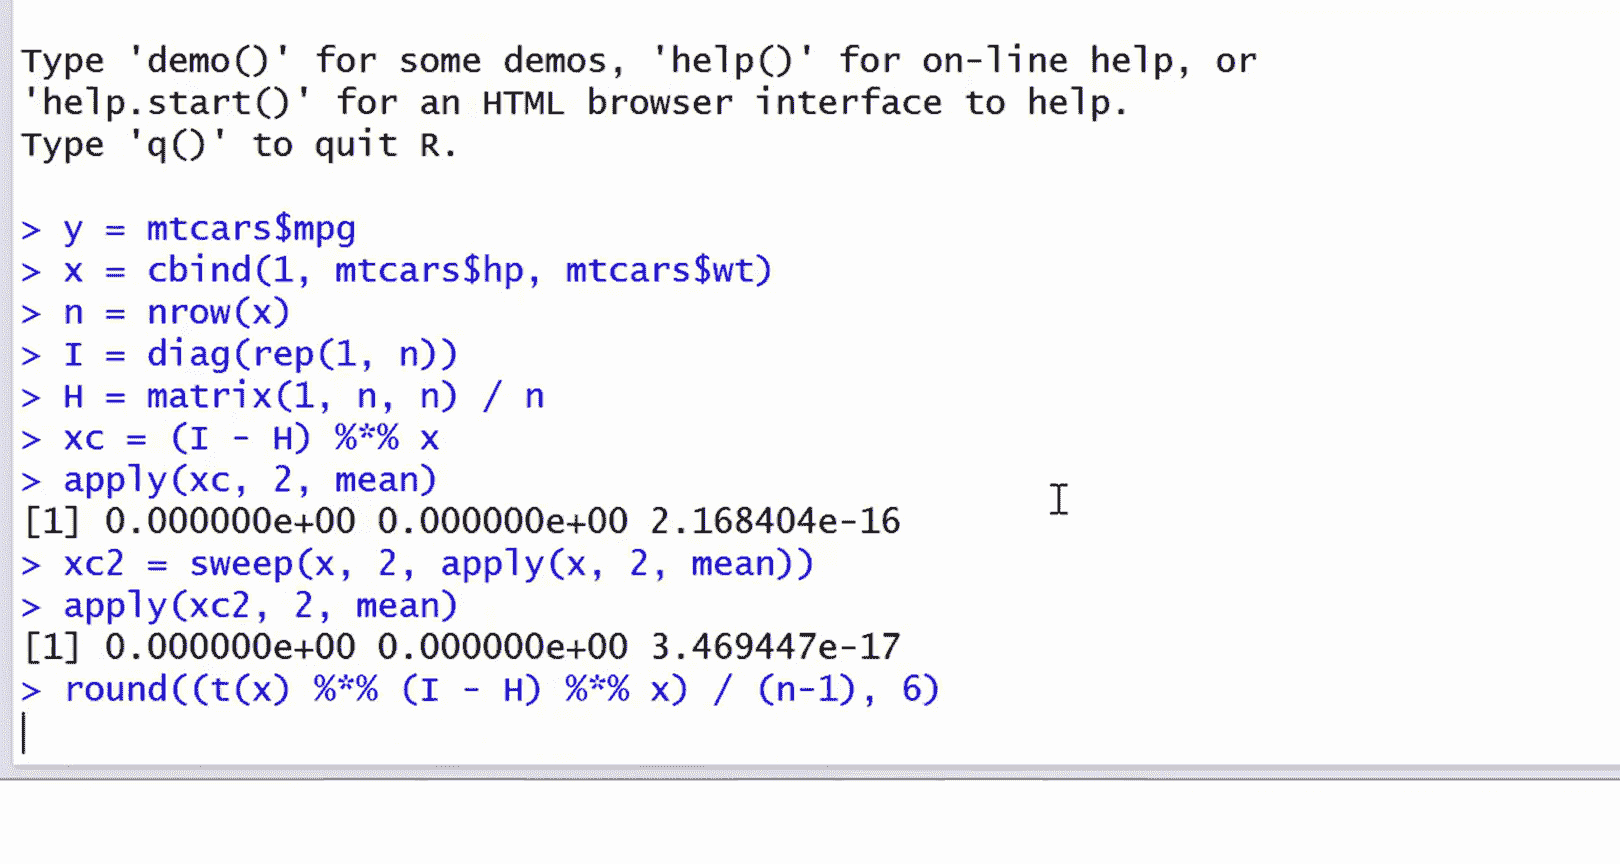 Type 'demo()' for some demos, 'help()' for on-line help, or
'help.start()' for an HTML browser interface to help.
Type 'q()' to quit R.
> y = mtcars$mpg
> x = cbind(1, mtcars$hp, mtcars$wt)
> n = nrow(x)
> I = diag(rep(1, n))
> H = matrix(1, n, n) / n
> xc = (I - H) %*% x
> apply(xc, 2, mean)
[1] 0.000000e+00 0.000000e+00 2.168404e-16
> xc2 = sweep(x, 2, apply(x, 2, mean))
> apply(xc2, 2, mean)
[1] 0.000000e+00 0.000000e+00 3.469447e-17
> round((t(x) %*% (I - H) %*% x) / (n-1), 6)